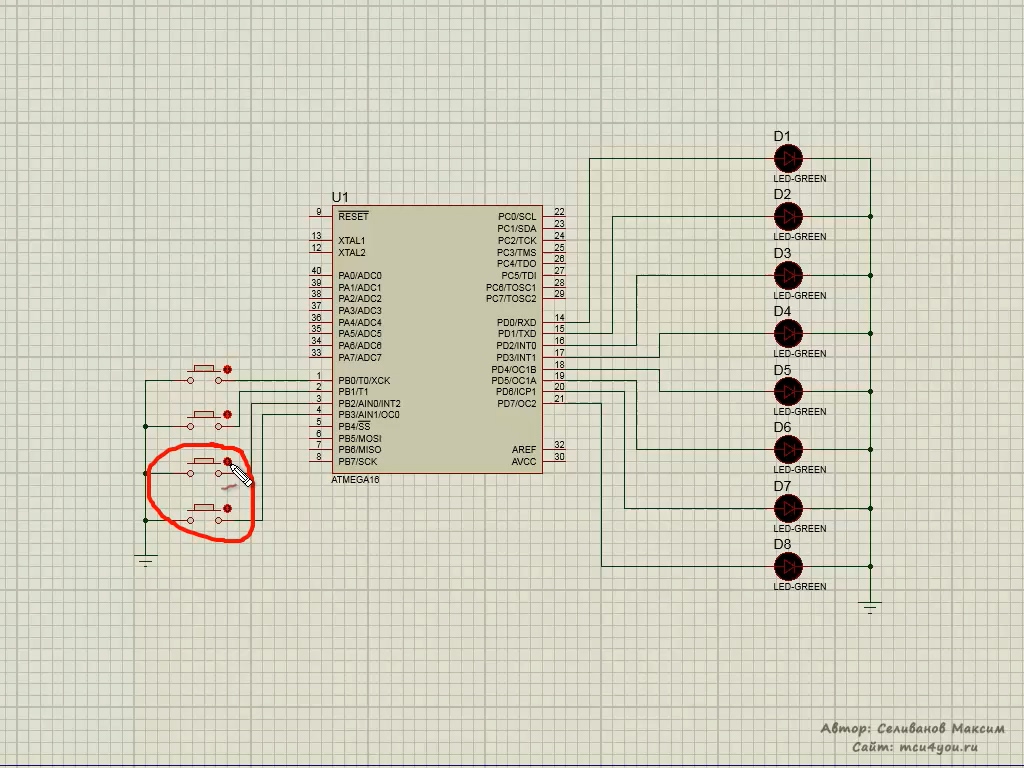 U1
9 RESET
13 XTAL1
12 XTAL2
40 PA0/ADC0
39 PA1/ADC1
38 PA2/ADC2
37 PA3/ADC3
36 PA4/ADC4
35 PA5/ADC5
34 PA6/ADC6
33 PA7/ADC7
1 PB0/T0/XCK
2 PB1/T1
3 PB2/AIN0/INT2
4 PB3/AIN1/OC0
5 PB4/SS
6 PB5/MOSI
7 PB6/MISO
8 PB7/SCK
PC0/SCL 22
PC1/SDA 23
PC2/TCK 24
PC3/TMS 25
PC4/TDO 26
PC5/TDI 27
PC6/TOSC1 28
PC7/TOSC2 29
PD0/RXD 14
PD1/TXD 15
PD2/INT0 16
PD3/INT1 17
PD4/OC1B 18
PD5/OC1A 19
PD6/ICP1 20
PD7/OC2 21
AREF 32
AVCC 30
ATMEGA16
D1
LED-GREEN
D2
LED-GREEN
D3
LED-GREEN
D4
LED-GREEN
D5
LED-GREEN
D6
LED-GREEN
D7
LED-GREEN
D8
LED-GREEN
Автор: Селиванов Максим
Сайт: mcu4you.ru